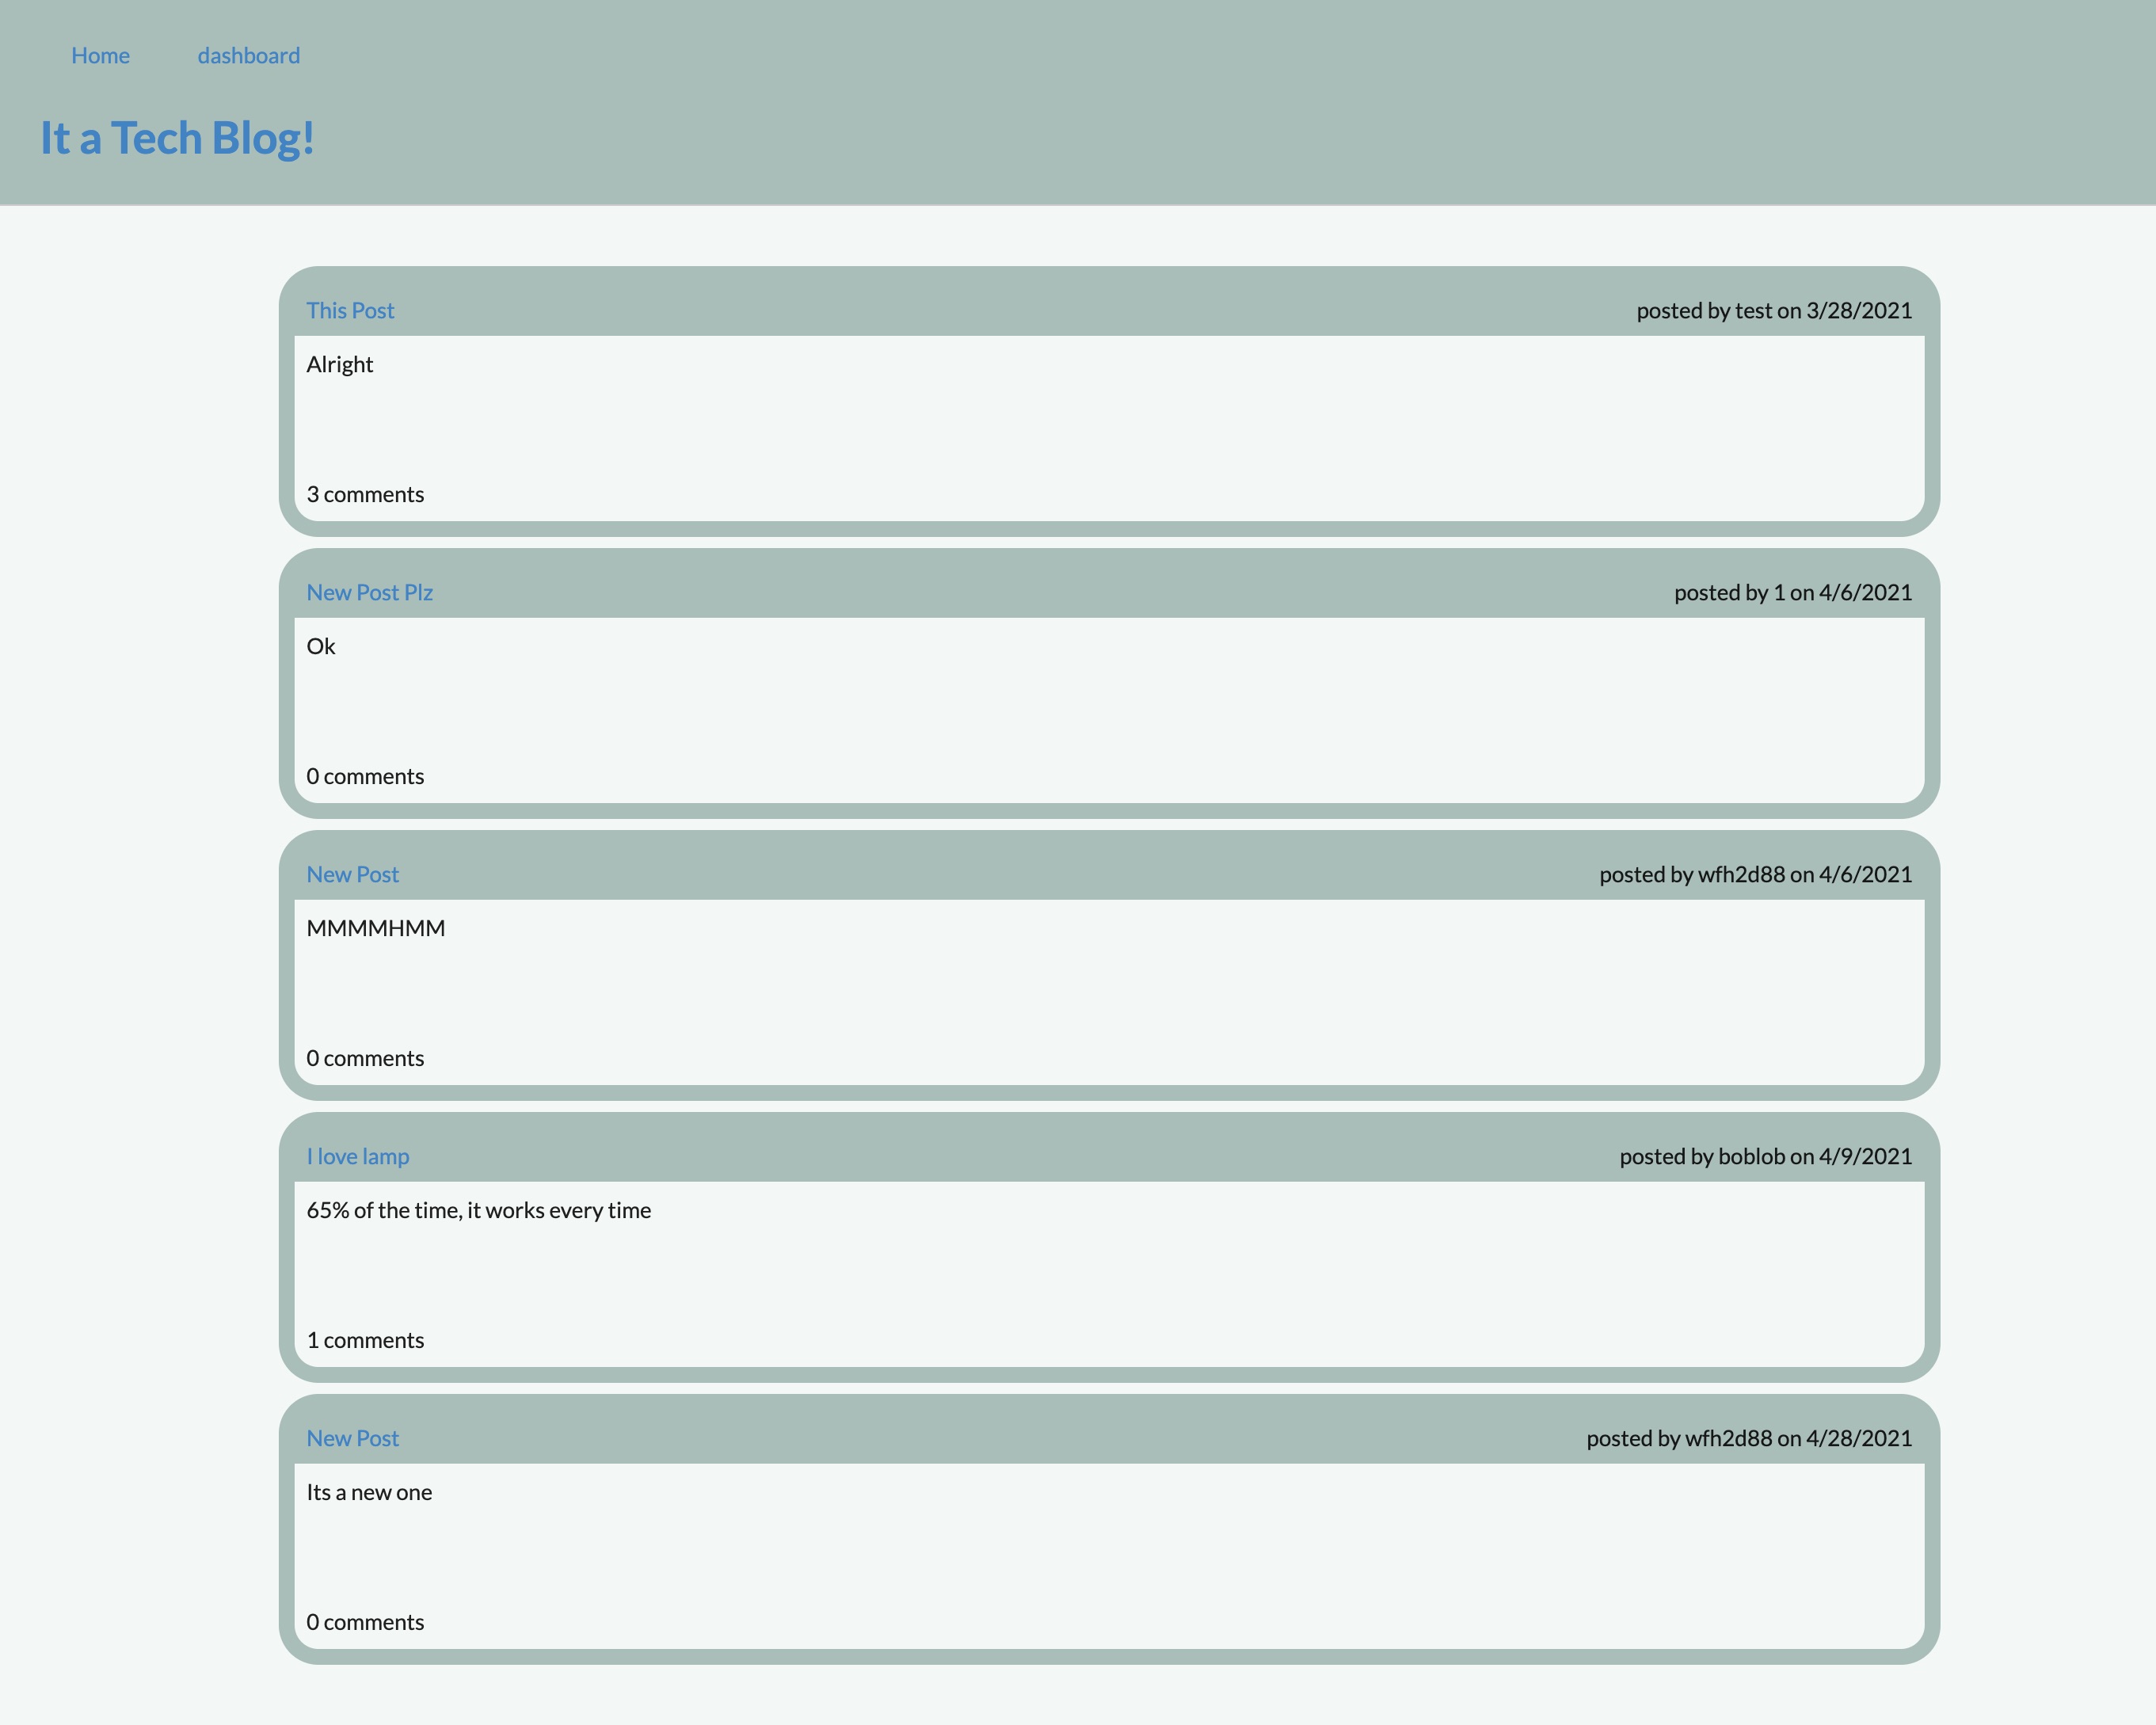 Home dashboard
It a Tech Blog!
This Post posted by test on 3/28/2021
Alright
3 comments
New Post Plz posted by 1 on 4/6/2021
Ok
0 comments
New Post posted by wfh2d88 on 4/6/2021
MMMMHMM
0 comments
I love lamp posted by boblob on 4/9/2021
65% of the time, it works every time
1 comments
New Post posted by wfh2d88 on 4/28/2021
Its a new one
0 comments